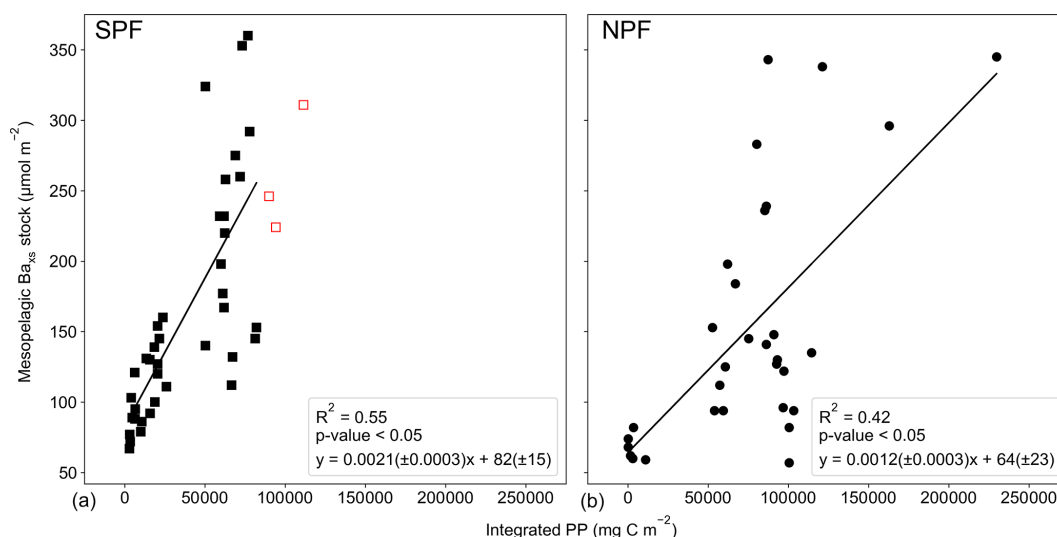 SPF
NPF
Mesopelagic Ba_xs stock (μmol m⁻²)
350
300
250
200
150
100
50
R² = 0.55
p-value < 0.05
y = 0.0021(±0.0003)x + 82(±15)
R² = 0.42
p-value < 0.05
y = 0.0012(±0.0003)x + 64(±23)
(a)
0 50000 100000 150000 200000 250000
(b)
0 50000 100000 150000 200000 250000
Integrated PP (mg C m⁻²)